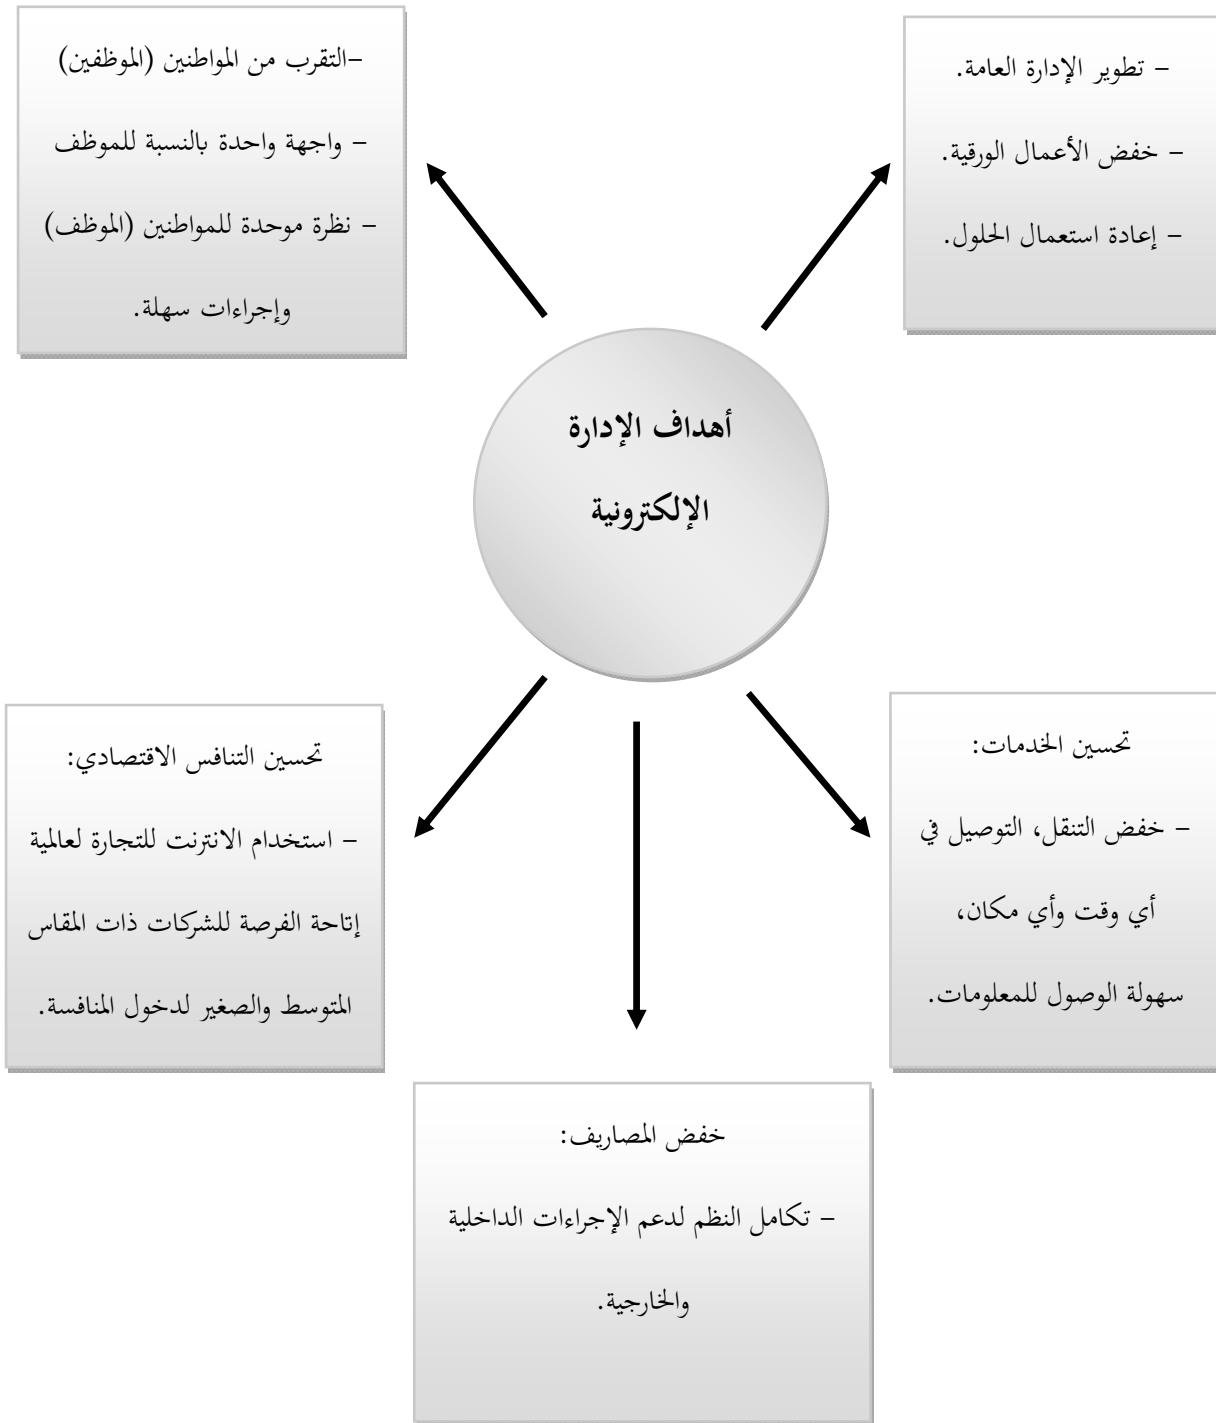 - تطوير الإدارة العامة.
- خفض الأعمال الورقية.
- إعادة استعمال الحلول.
-التقرب من المواطنين (الموظفين)
- واجهة واحدة بالنسبة للموظف
- نظرة موحدة للمواطنين (الموظف)
وإجراءات سهلة.
أهداف الإدارة
الإلكترونية
تحسين الخدمات:
- خفض التنقل، التوصيل في
أي وقت وأي مكان،
سهولة الوصول للمعلومات.
تحسين التنافس الاقتصادي:
- استخدام الانترنت للتجارة لعالمية
إتاحة الفرصة للشركات ذات المقاس
المتوسط والصغير لدخول المنافسة.
خفض المصاريف:
- تكامل النظم لدعم الإجراءات الداخلية
والخارجية.